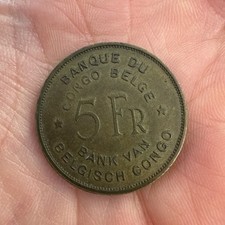 BANQUE DU
CONGO BELGE
5 FR
BANK VAN
BELGISCH CONGO